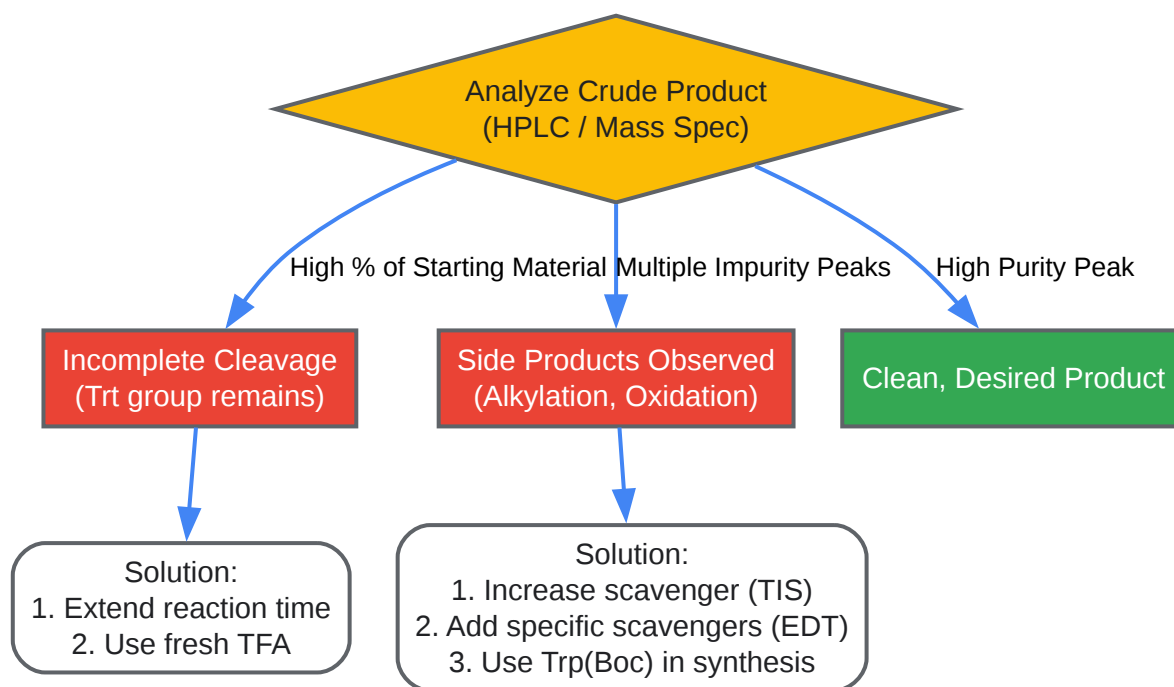 Analyze Crude Product
(HPLC / Mass Spec)
High % of Starting Material
Multiple Impurity Peaks
High Purity Peak
Incomplete Cleavage
(Trt group remains)
Side Products Observed
(Alkylation, Oxidation)
Clean, Desired Product
Solution:
1. Extend reaction time
2. Use fresh TFA
Solution:
1. Increase scavenger (TIS)
2. Add specific scavengers (EDT)
3. Use Trp(Boc) in synthesis